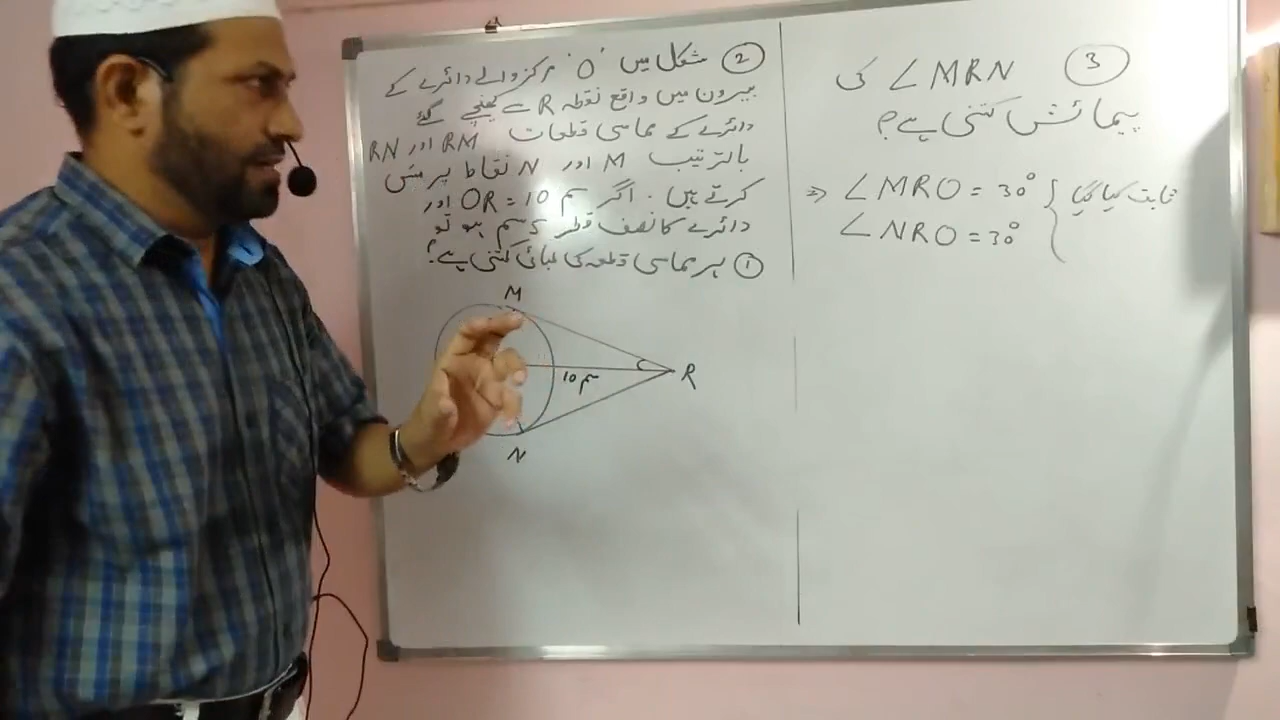 ② شکل میں 'O' مرکز والے دائرے کے
بیرون میں واقع نقطہ R سے کھینچے گئے
دائرے کے مماسی قطعات RM اور RN
بالترتیب M اور N نقاط پر مَس
کرتے ہیں۔ اگر OR = 10 سم اور
دائرے کا نصف قطر 5 سم ہو تو
① ہر مماسی قطعہ کی لمبائی کتنی ہے؟
M
10 سم
R
N
③ ∠MRN کی
پیمائش کتنی ہے؟
⇒ ∠MRO = 30° } ثابت کیا گیا
∠NRO = 30°